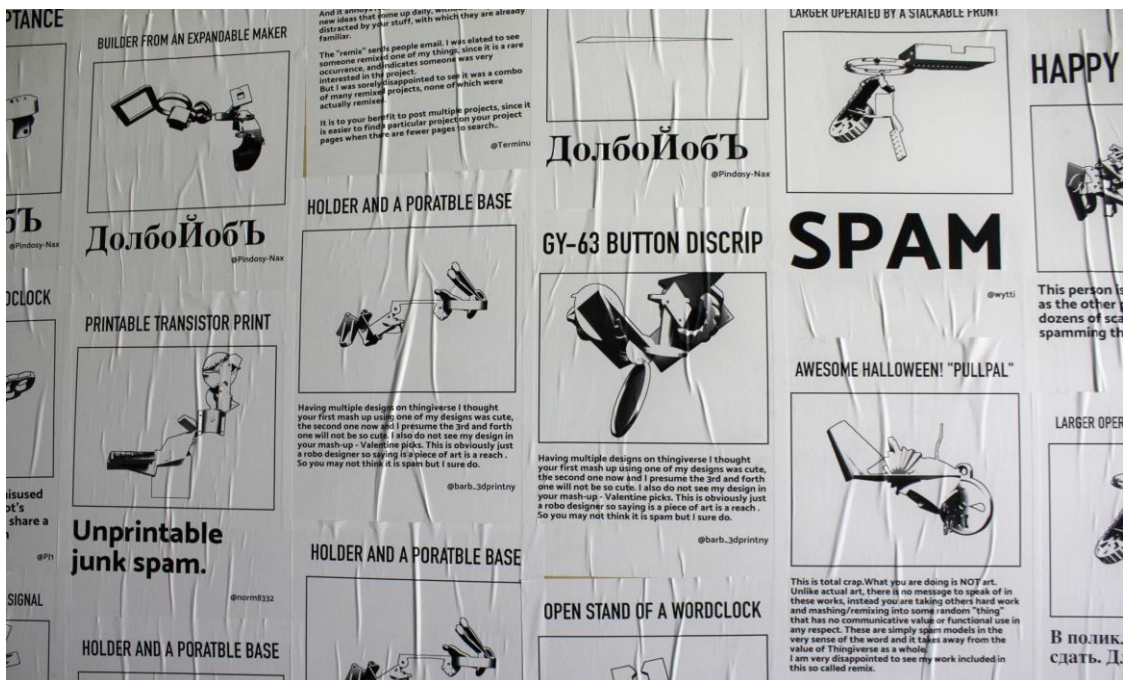 PTANCE
ЪЪ
@Pindosy-Nax
DCLOCK
isused
ot's
share a
@PJ1
SIGNAL
BUILDER FROM AN EXPANDABLE MAKER
ДолбоЙобЪ
@Pindosy-Nax
PRINTABLE TRANSISTOR PRINT
Unprintable
junk spam.
@norm8332
HOLDER AND A PORATBLE BASE
And it annoys
new ideas that come up daily, with
distracted by your stuff, with which they are already
familiar.
The "remix" sends people email. I was elated to see
someone remixed one of my things, since it is a rare
occurrence, and indicates someone was very
interested in the project.
But I was sorely disappointed to see it was a combo
of many remixed projects, none of which were
actually remixed.
It is to your benefit to post multiple projects, since it
is easier to find a particular project on your project
pages when there are fewer pages to search..
@Terminu
HOLDER AND A PORATBLE BASE
Having multiple designs on thingiverse I thought
your first mash up using one of my designs was cute,
the second one now and I presume the 3rd and forth
one will not be so cute. I also do not see my design in
your mash-up - Valentine picks. This is obviously just
a robo designer so saying is a piece of art is a reach .
So you may not think it is spam but I sure do.
@barb_3dprintny
HOLDER AND A PORATBLE BASE
ДолбоЙобЪ
@Pindosy-Nax
GY-63 BUTTON DISCRIP
Having multiple designs on thingiverse I thought
your first mash up using one of my designs was cute,
the second one now and I presume the 3rd and forth
one will not be so cute. I also do not see my design in
your mash-up - Valentine picks. This is obviously just
a robo designer so saying is a piece of art is a reach .
So you may not think it is spam but I sure do.
@barb_3dprintny
OPEN STAND OF A WORDCLOCK
LARGER OPERATED BY A STACKABLE FRONT
SPAM
@wytti
AWESOME HALLOWEEN! "PULLPAL"
This is total crap.What you are doing is NOT art.
Unlike actual art, there is no message to speak of in
these works, instead you are taking others hard work
and mashing/remixing into some random "thing"
that has no communicative value or functional use in
any respect. These are simply spam models in the
very sense of the word and it takes away from the
value of Thingiverse as a whole.
I am very disappointed to see my work included in
this so called remix.
HAPPY
This person is
as the other
dozens of sca
spamming th
LARGER OPER
В полик
сдать. Д